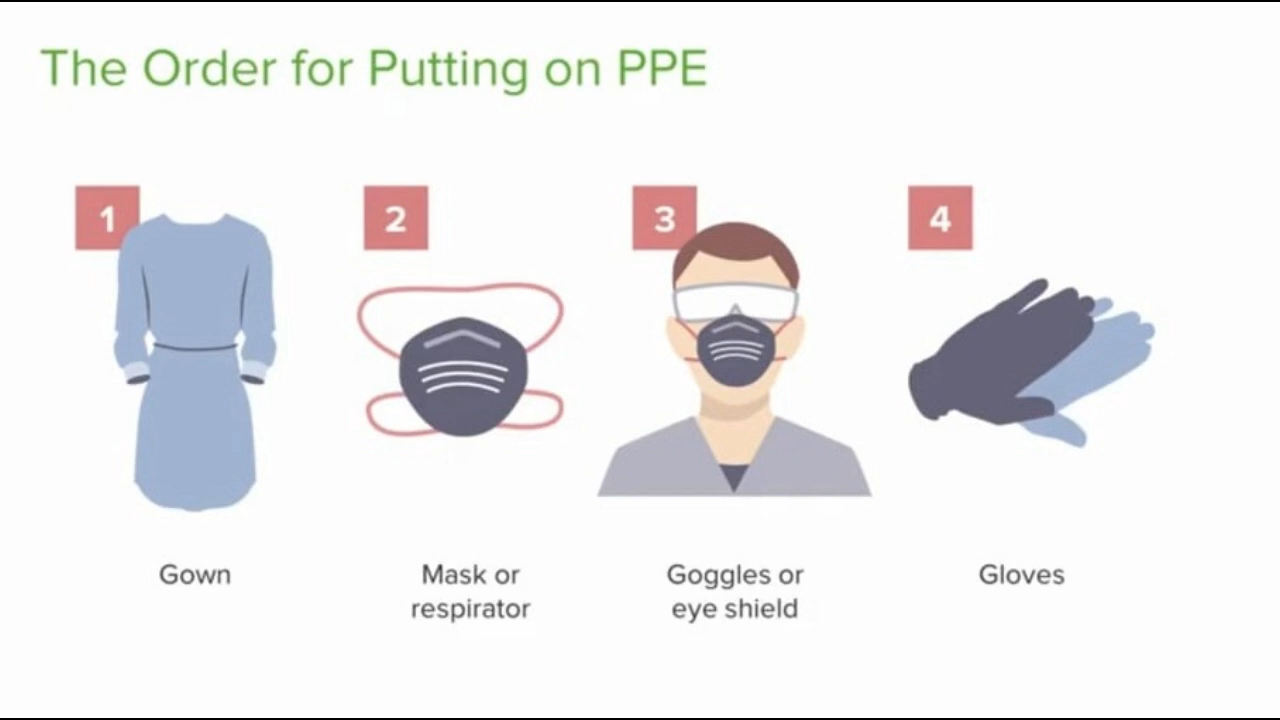 The Order for Putting on PPE
1
2
3
4
Gown
Mask or
respirator
Goggles or
eye shield
Gloves